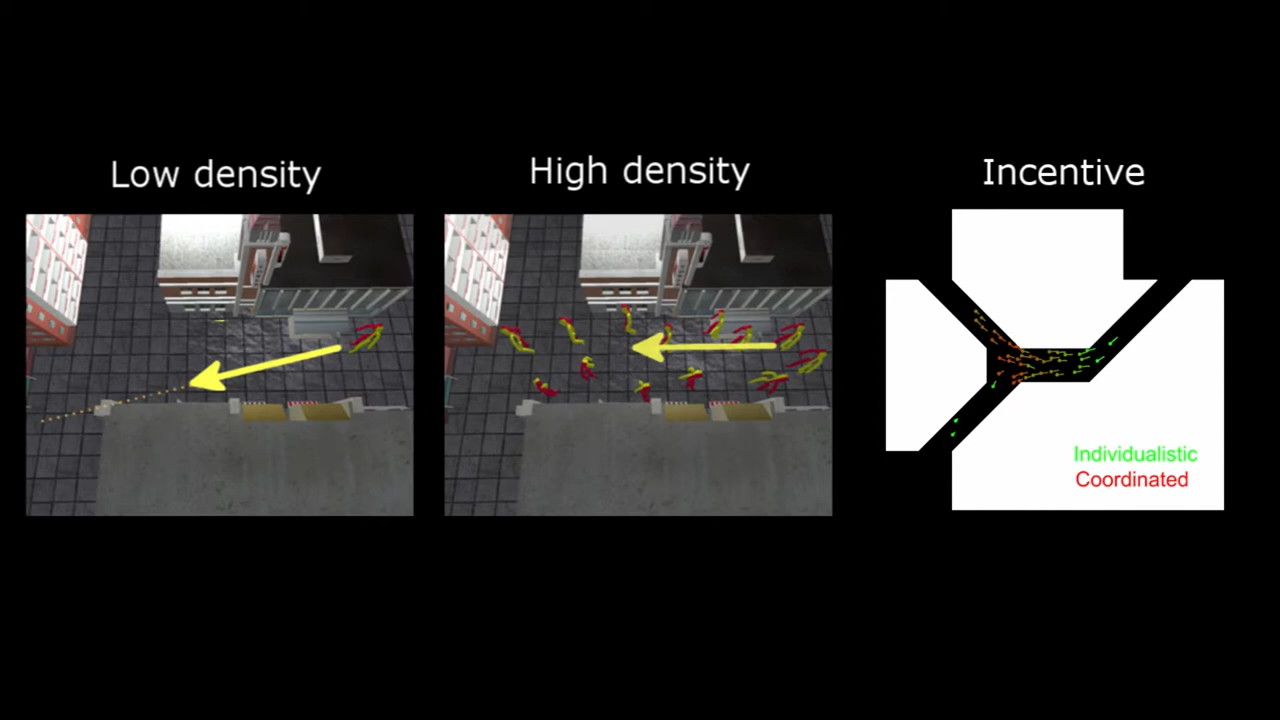 Low density
High density
Incentive
Individualistic
Coordinated